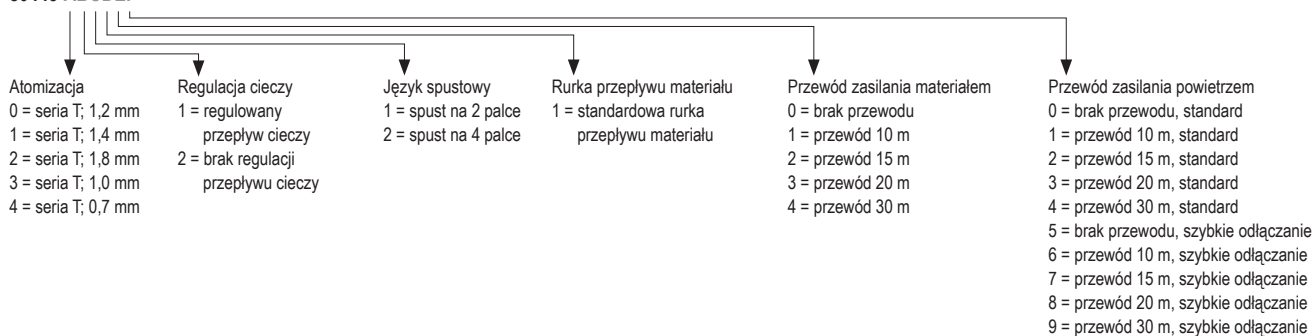 Atomizacja
0 = seria T; 1,2 mm
1 = seria T; 1,4 mm
2 = seria T; 1,8 mm
3 = seria T; 1,0 mm
4 = seria T; 0,7 mm
Regulacja cieczy
1 = regulowany
przepływ cieczy
2 = brak regulacji
przepływu cieczy
Język spustowy
1 = spust na 2 palce
2 = spust na 4 palce
Rurka przepływu materiału
1 = standardowa rurka
przepływu materiału
Przewód zasilania materiałem
0 = brak przewodu
1 = przewód 10 m
2 = przewód 15 m
3 = przewód 20 m
4 = przewód 30 m
Przewód zasilania powietrzem
0 = brak przewodu, standard
1 = przewód 10 m, standard
2 = przewód 15 m, standard
3 = przewód 20 m, standard
4 = przewód 30 m, standard
5 = brak przewodu, szybkie odłączanie
6 = przewód 10 m, szybkie odłączanie
7 = przewód 15 m, szybkie odłączanie
8 = przewód 20 m, szybkie odłączanie
9 = przewód 30 m, szybkie odłączanie